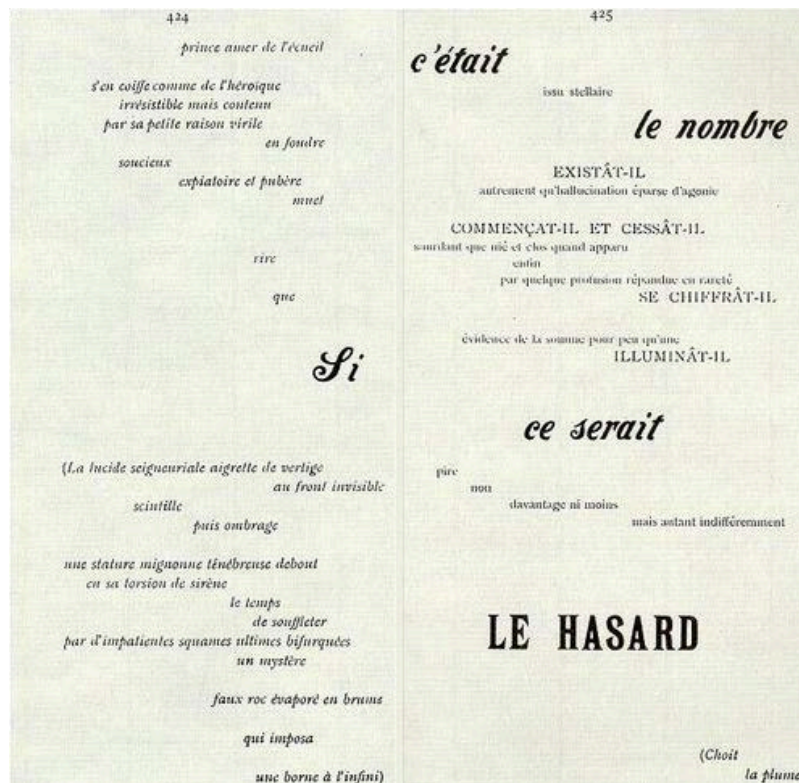 424
prince amer de l'écueil
s'en coiffe comme de l'héroïque
irrésistible mais contenu
par sa petite raison virile
en foudre
soucieux
expiatoire et pubère
muet
rire
que
Si
(La lucide seigneuriale aigrette de vertige
au front invisible
scintille
puis ombrage
une stature mignonne ténébreuse debout
en sa torsion de sirène
le temps
de souffleter
par d'impatientes squames ultimes bifurquées
un mystère
faux roc évaporé en brume
qui imposa
une borne à l'infini)
425
c'était
issu stellaire
le nombre
EXISTÂT-IL
autrement qu'hallucination éparse d'agonie
COMMENÇAT-IL ET CESSÂT-IL
sourdant que nié et clos quand apparu
enfin
par quelque profusion répandue en rareté
SE CHIFFRÂT-IL
évidence de la somme pour peu qu'une
ILLUMINÂT-IL
ce serait
pire
non
davantage ni moins
mais autant indifféremment
LE HASARD
(Choit
la plume